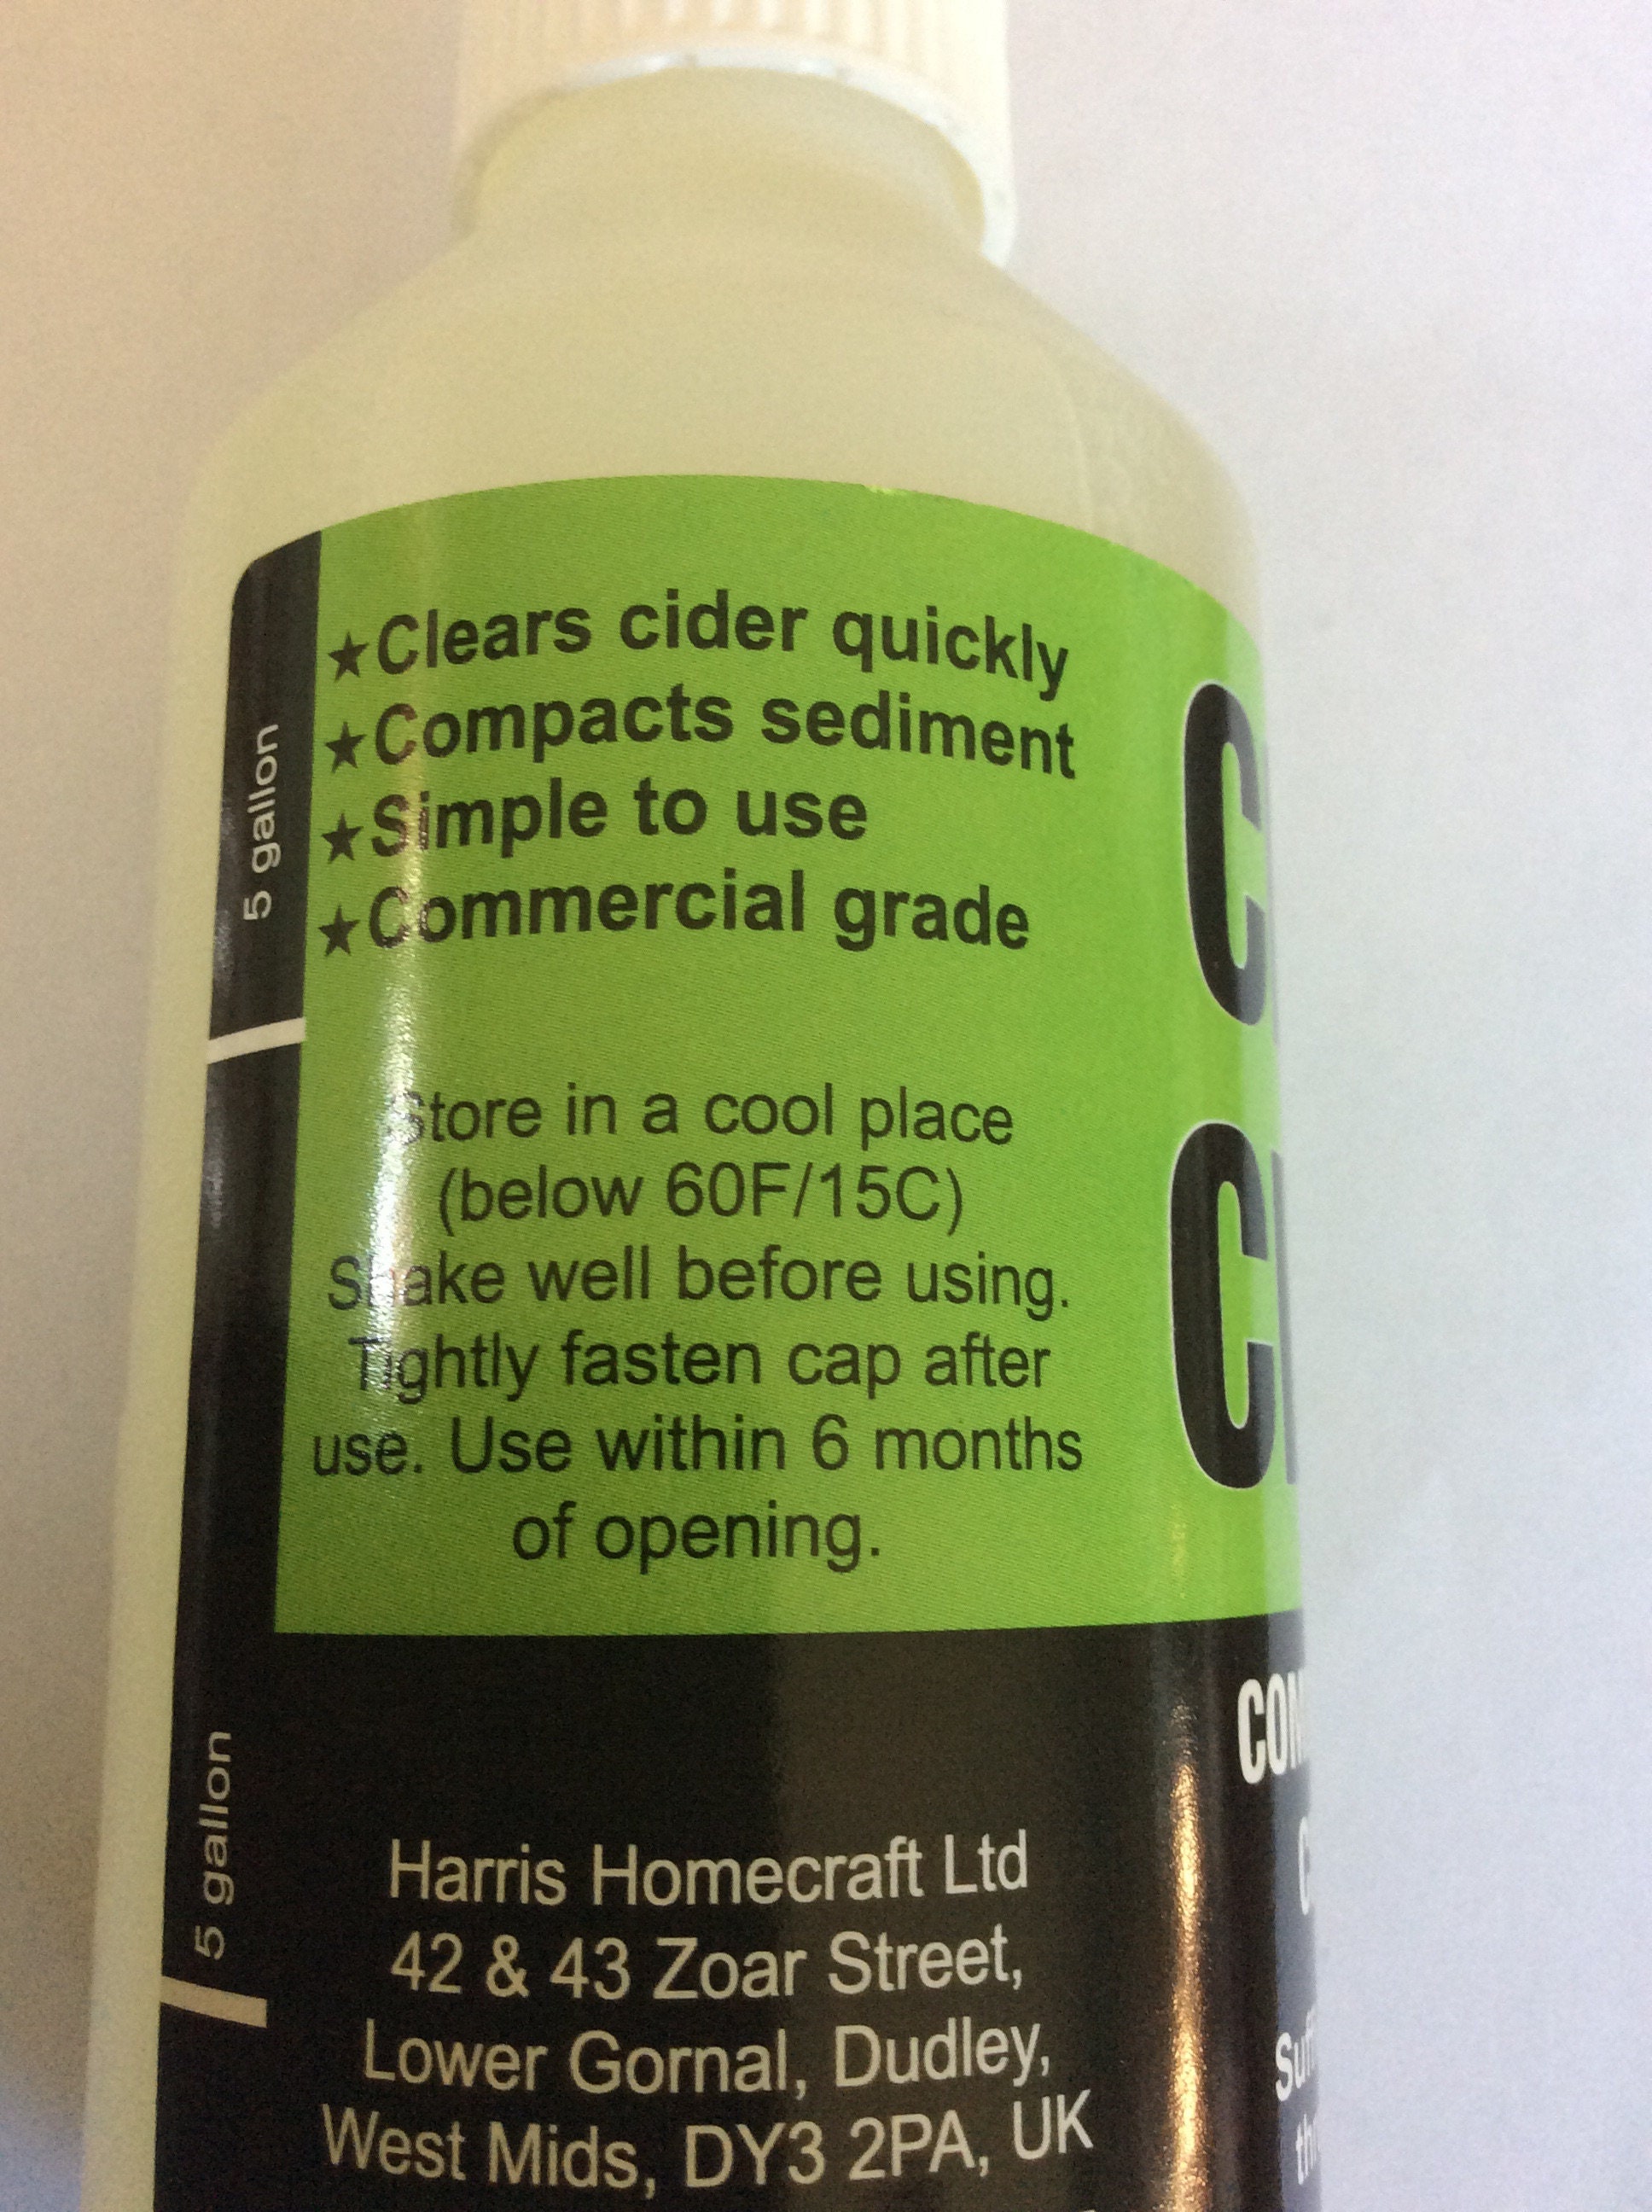 ★Clears cider quickly
★Compacts sediment
★Simple to use
★Commercial grade
Store in a cool place
(below 60F/15C)
Shake well before using.
Tightly fasten cap after
use. Use within 6 months
of opening.
5 gallon
5 gallon
Harris Homecraft Ltd
42 & 43 Zoar Street,
Lower Gornal, Dudley,
West Mids, DY3 2PA, UK